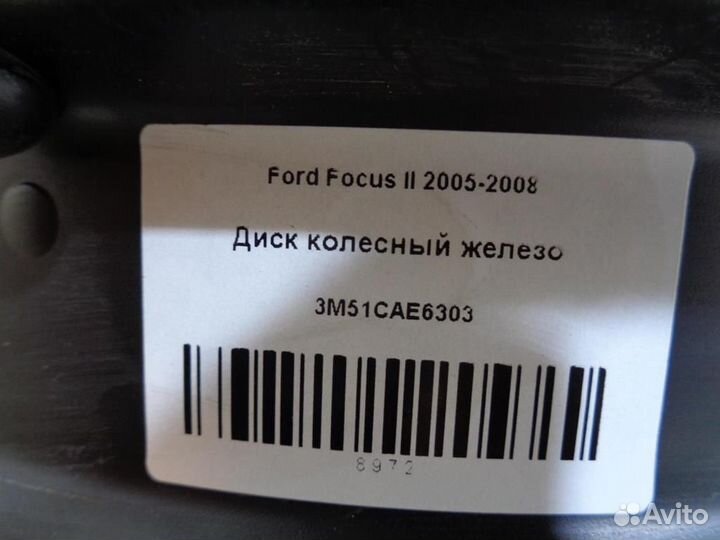 Ford Focus II 2005-2008
Диск колесный железо
3M51CAE6303
8972
Avito